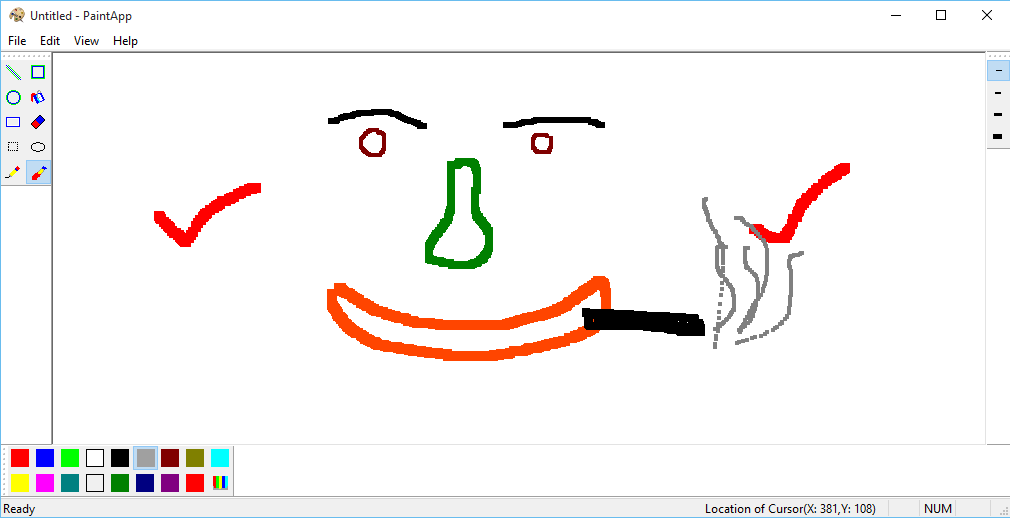 Untitled - PaintApp
File Edit View Help
Ready Location of Cursor(X: 381,Y: 108) NUM